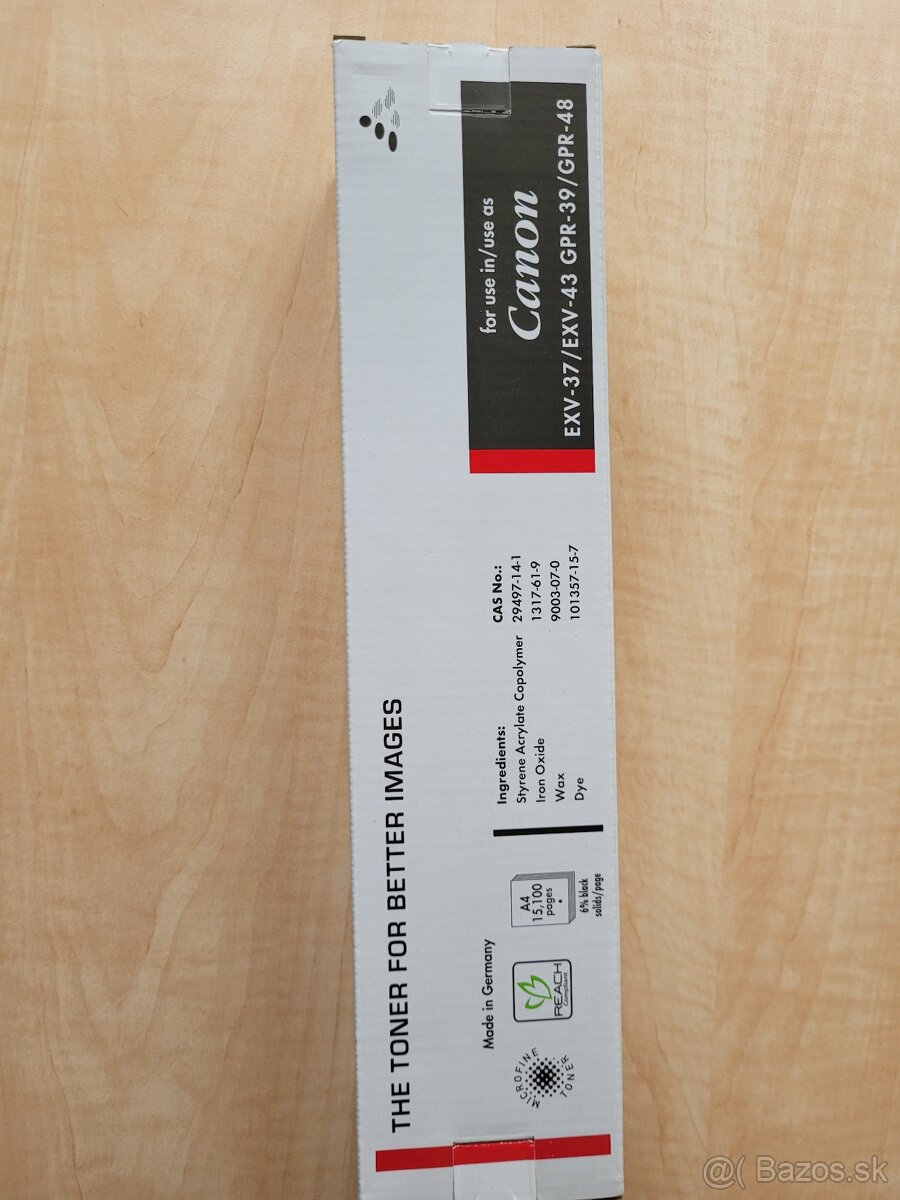 THE TONER FOR BETTER IMAGES
Made in Germany
MICROFINE TONER
REACH
Compliant
A4
15,100
pages
*
6% black
solids/page
Ingredients:
Styrene Acrylate Copolymer
Iron Oxide
Wax
Dye
CAS No.:
29497-14-1
1317-61-9
9003-07-0
101357-15-7
for use in/use as
Canon
EXV-37/EXV-43 GPR-39/GPR-48
@( Bazos.sk